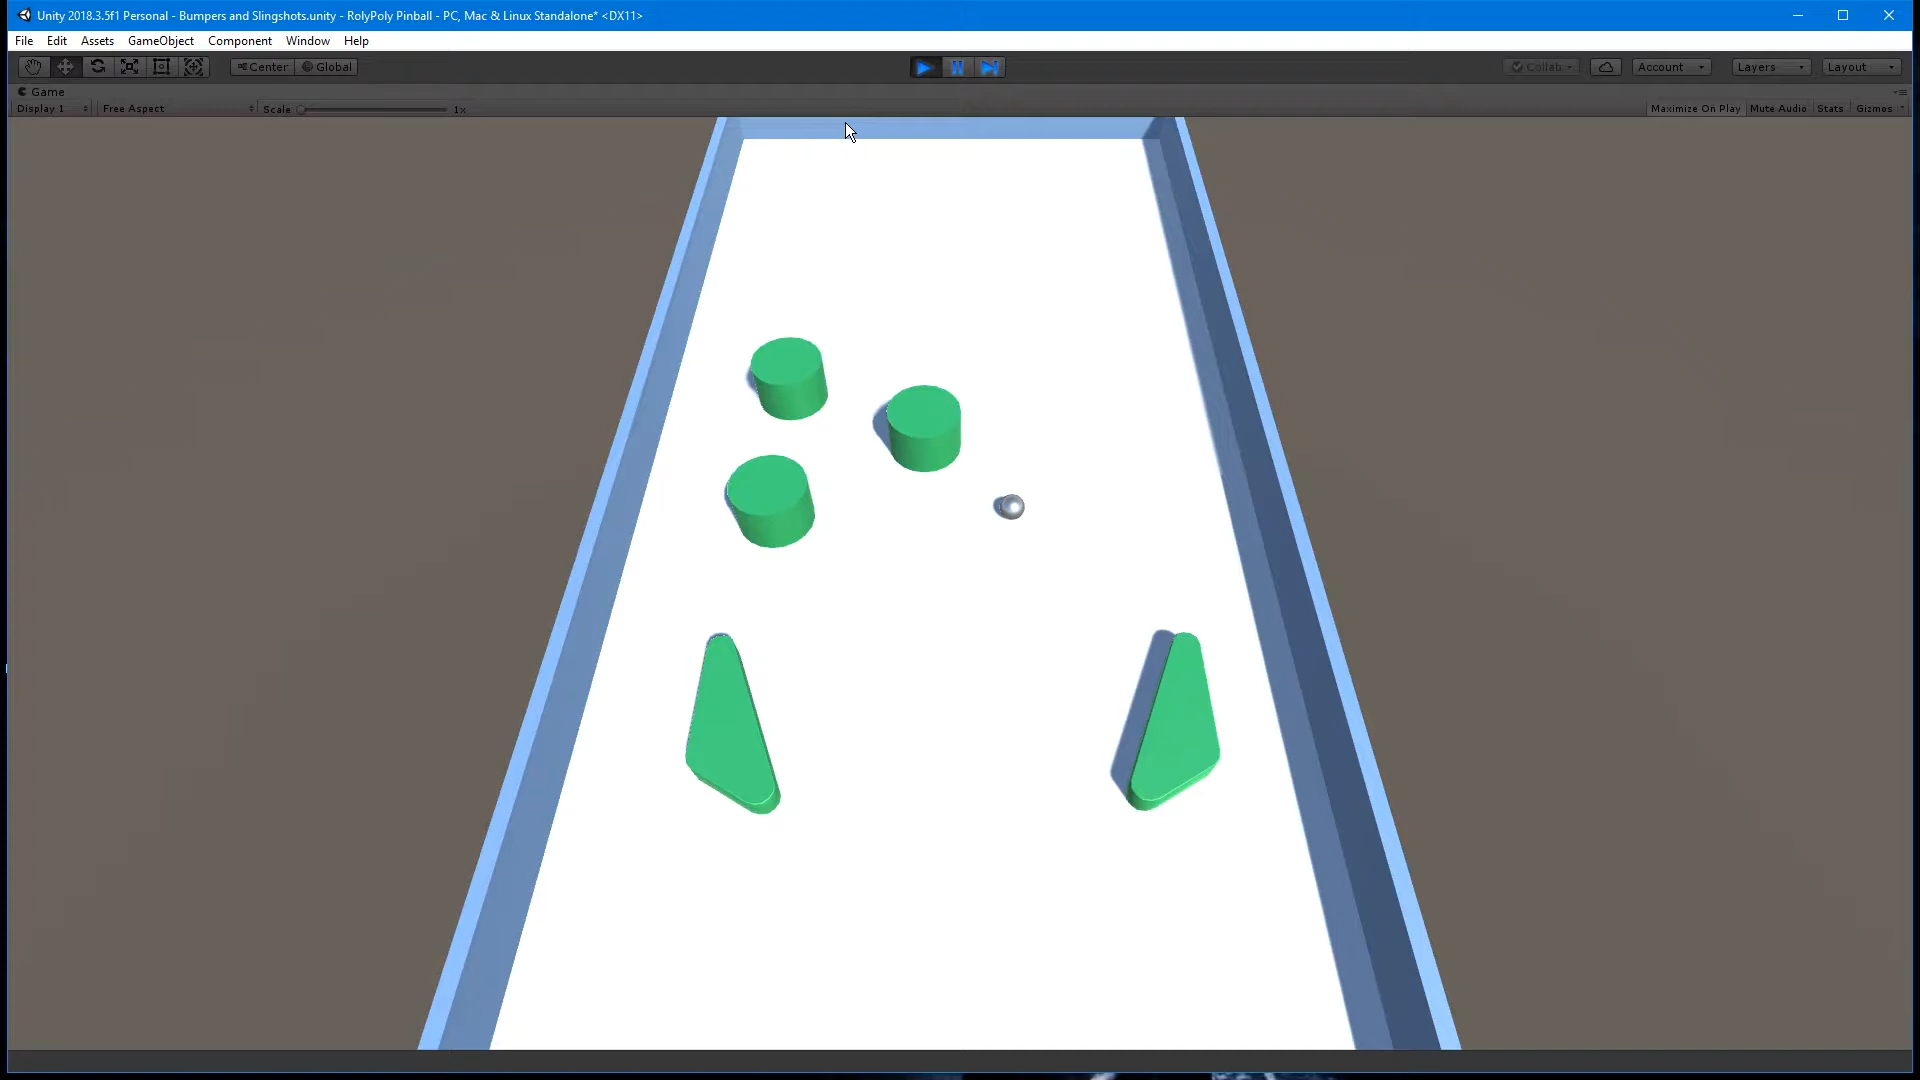 Unity 2018.3.5f1 Personal - Bumpers and Slingshots.unity - RolyPoly Pinball - PC, Mac & Linux Standalone* <DX11>
File Edit Assets GameObject Component Window Help
Center Global Collab Account Layers Layout
Game
Display 1 Free Aspect Scale 1x Maximize On Play Mute Audio Stats Gizmos